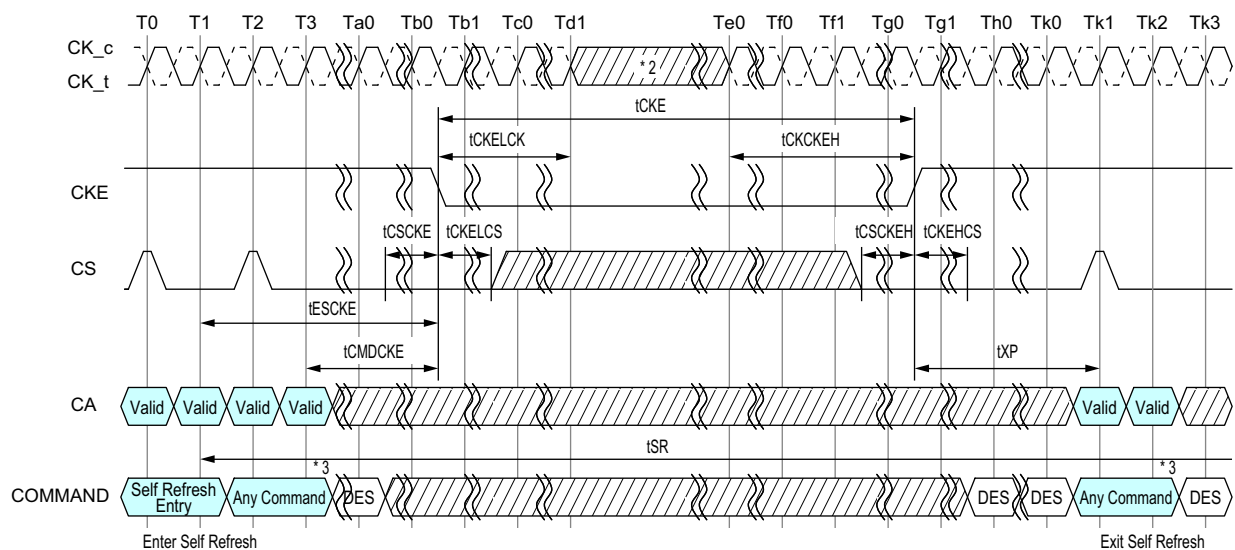 T0 T1 T2 T3 Ta0 Tb0 Tb1 Tc0 Td1 Te0 Tf0 Tf1 Tg0 Tg1 Th0 Tk0 Tk1 Tk2 Tk3
CK_c
* 2
CK_t
tCKE
tCKELCK tCKCKEH
CKE
tCSCKE tCKELCS tCSCKEH tCKEHCS
CS
tESCKE
tCMDCKE tXP
CA Valid Valid Valid Valid Valid Valid
tSR
* 3 * 3
COMMAND Self Refresh Entry Any Command DES DES DES Any Command DES
Enter Self Refresh Exit Self Refresh